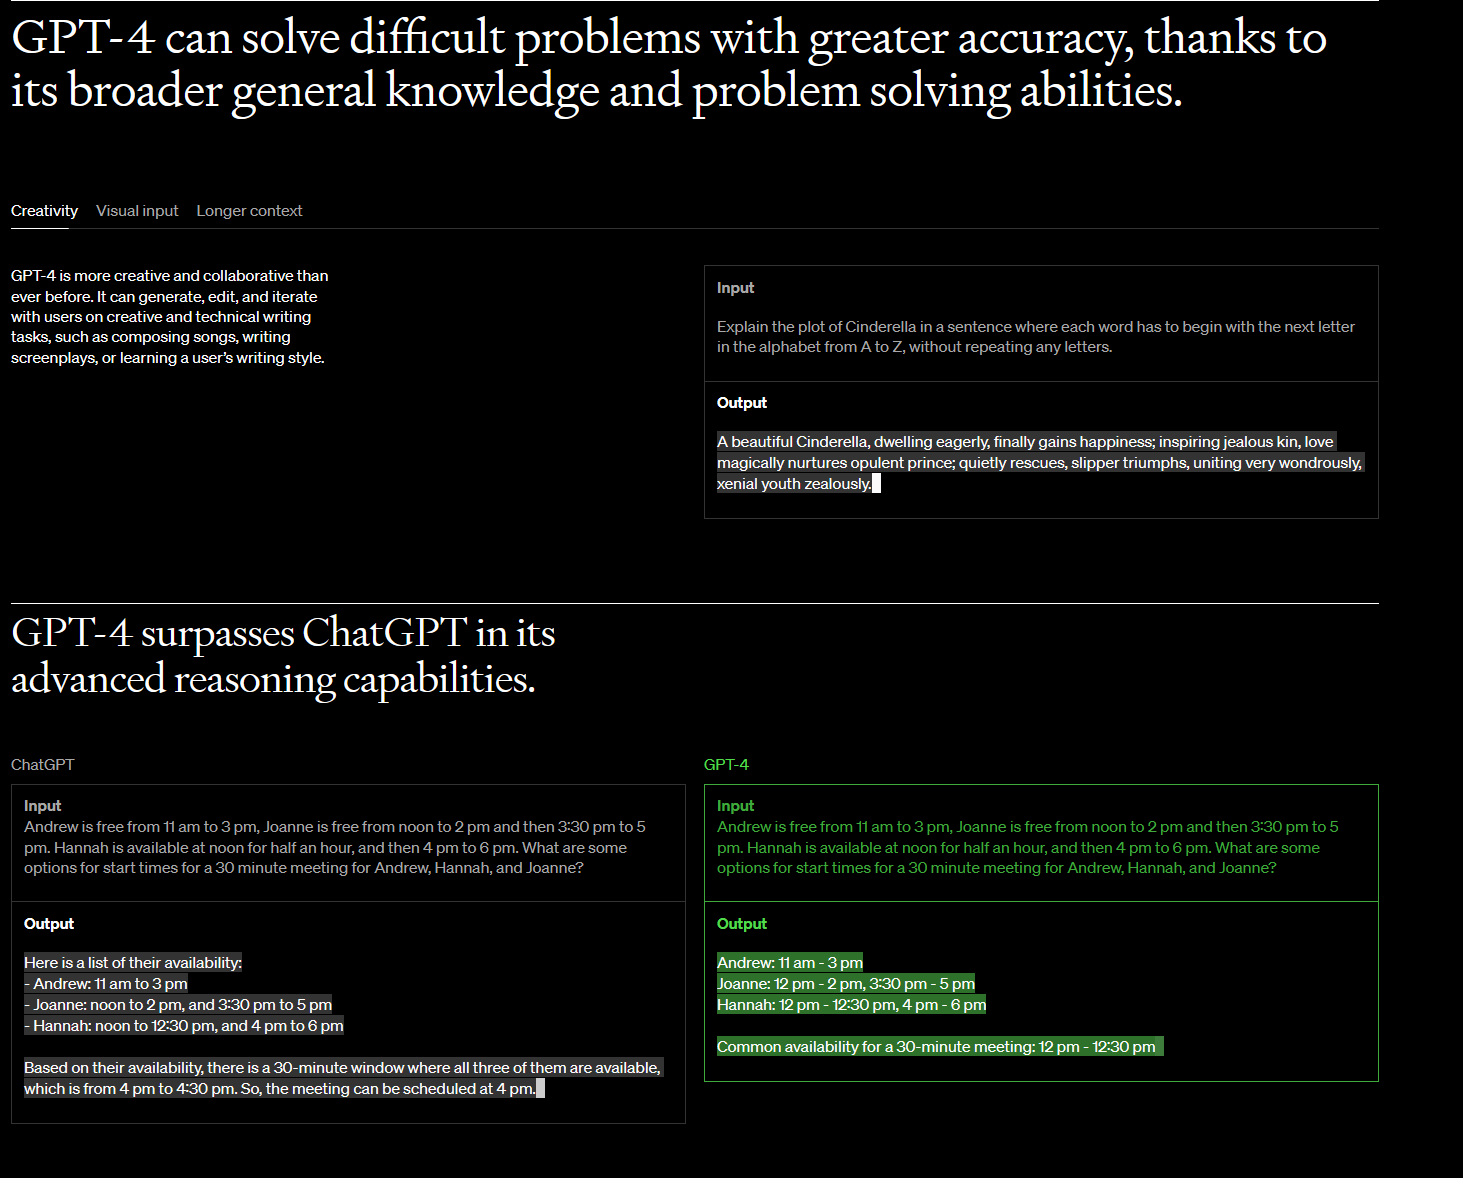 GPT-4 can solve difficult problems with greater accuracy, thanks to
its broader general knowledge and problem solving abilities.
Creativity Visual input Longer context
GPT-4 is more creative and collaborative than
ever before. It can generate, edit, and iterate
with users on creative and technical writing
tasks, such as composing songs, writing
screenplays, or learning a user's writing style.
Input
Explain the plot of Cinderella in a sentence where each word has to begin with the next letter
in the alphabet from A to Z, without repeating any letters.
Output
A beautiful Cinderella, dwelling eagerly, finally gains happiness; inspiring jealous kin, love
magically nurtures opulent prince; quietly rescues, slipper triumphs, uniting very wondrously,
xenial youth zealously.
GPT-4 surpasses ChatGPT in its
advanced reasoning capabilities.
ChatGPT
Input
Andrew is free from 11 am to 3 pm, Joanne is free from noon to 2 pm and then 3:30 pm to 5
pm. Hannah is available at noon for half an hour, and then 4 pm to 6 pm. What are some
options for start times for a 30 minute meeting for Andrew, Hannah, and Joanne?
Output
Here is a list of their availability:
- Andrew: 11 am to 3 pm
- Joanne: noon to 2 pm, and 3:30 pm to 5 pm
- Hannah: noon to 12:30 pm, and 4 pm to 6 pm
Based on their availability, there is a 30-minute window where all three of them are available,
which is from 4 pm to 4:30 pm. So, the meeting can be scheduled at 4 pm.
GPT-4
Input
Andrew is free from 11 am to 3 pm, Joanne is free from noon to 2 pm and then 3:30 pm to 5
pm. Hannah is available at noon for half an hour, and then 4 pm to 6 pm. What are some
options for start times for a 30 minute meeting for Andrew, Hannah, and Joanne?
Output
Andrew: 11 am - 3 pm
Joanne: 12 pm - 2 pm, 3:30 pm - 5 pm
Hannah: 12 pm - 12:30 pm, 4 pm - 6 pm
Common availability for a 30-minute meeting: 12 pm - 12:30 pm